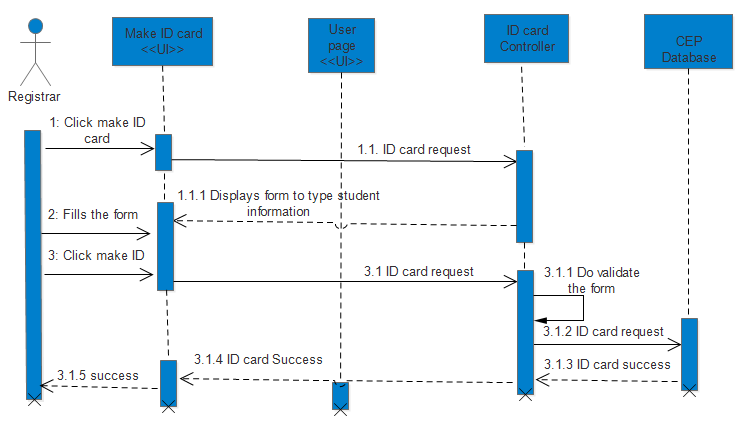 Make ID card
<<UI>>
User
page
<<UI>>
ID card
Controller
CEP
Database
Registrar
1: Click make ID
card
1.1. ID card request
1.1.1 Displays form to type student
information
2: Fills the form
3: Click make ID
3.1 ID card request
3.1.1 Do validate
the form
3.1.2 ID card request
3.1.3 ID card success
3.1.4 ID card Success
3.1.5 success